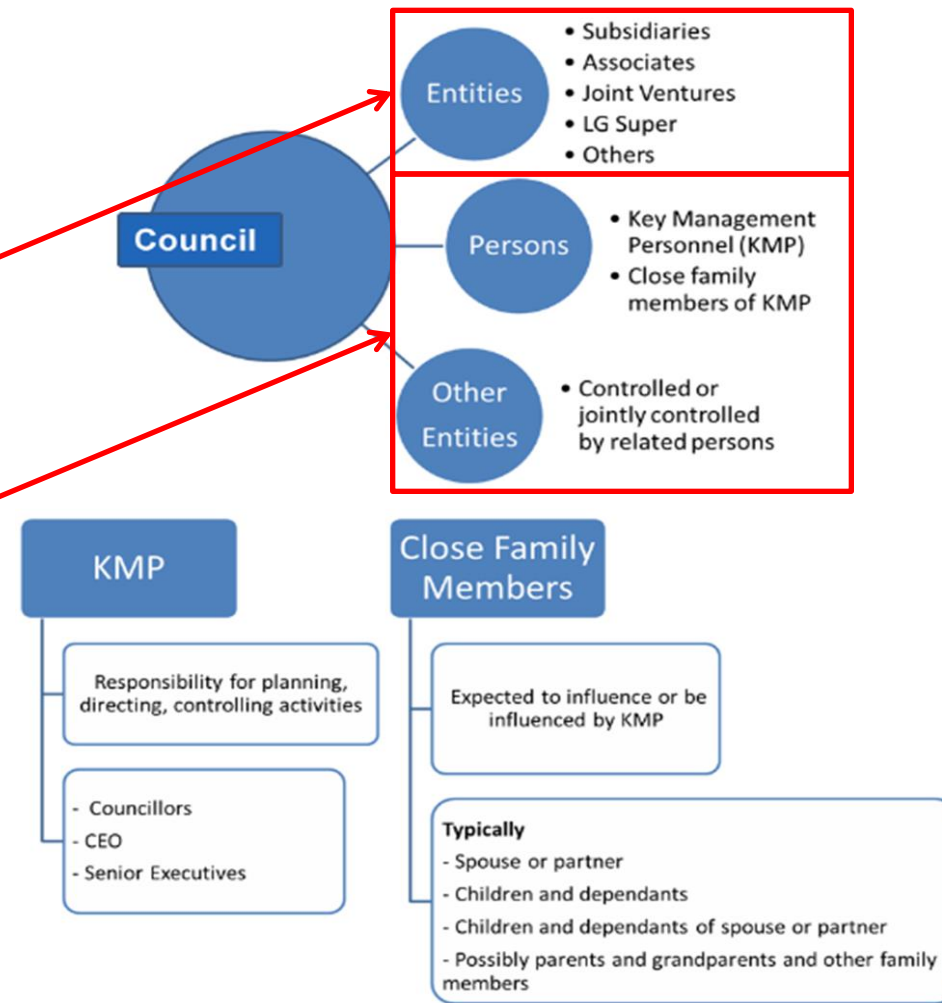 Entities
• Subsidiaries
• Associates
• Joint Ventures
• LG Super
• Others
Council
Persons
• Key Management
Personnel (KMP)
• Close family
members of KMP
Other
Entities
• Controlled or
jointly controlled
by related persons
KMP
Responsibility for planning,
directing, controlling activities
- Councillors
- CEO
- Senior Executives
Close Family
Members
Expected to influence or be
influenced by KMP
Typically
- Spouse or partner
- Children and dependants
- Children and dependants of spouse or partner
- Possibly parents and grandparents and other family
members